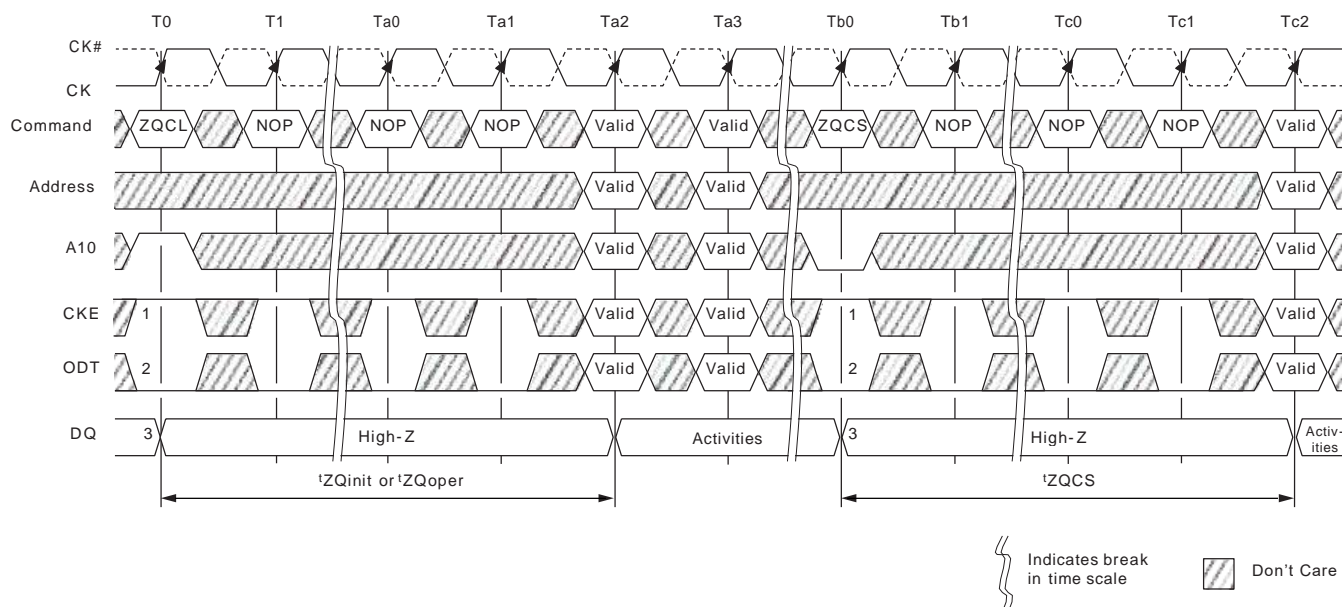 T0 T1 Ta0 Ta1 Ta2 Ta3 Tb0 Tb1 Tc0 Tc1 Tc2
CK#
CK
Command ZQCL NOP NOP NOP Valid Valid ZQCS NOP NOP NOP Valid
Address Valid Valid Valid
A10 Valid Valid Valid
CKE 1 Valid Valid 1 Valid
ODT 2 Valid Valid 2 Valid
DQ 3 High-Z Activities 3 High-Z Activ-
ities
tZQinit or tZQoper tZQCS
Indicates break
in time scale
Don't Care